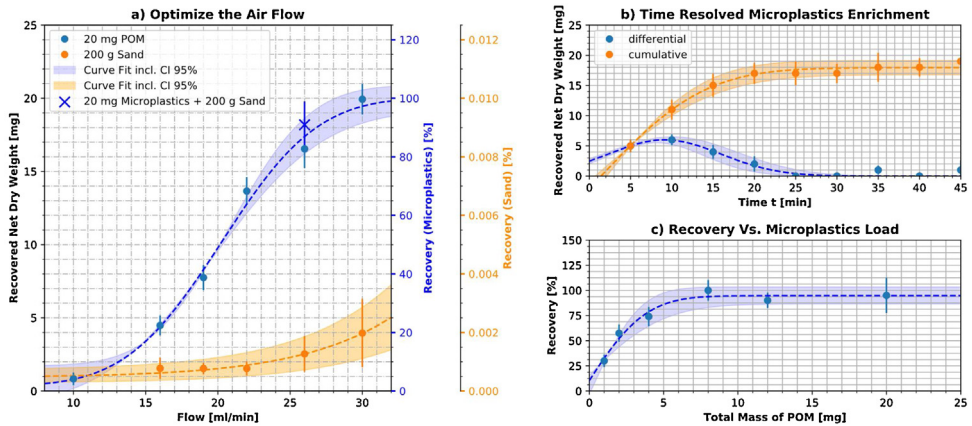 a) Optimize the Air Flow
20 mg POM
200 g Sand
Curve Fit incl. CI 95%
Curve Fit incl. CI 95%
20 mg Microplastics + 200 g Sand
Recovered Net Dry Weight [mg]
25
20
15
10
5
0
10 15 20 25 30
Flow [ml/min]
120
100
80
60
40
20
0
Recovery (Microplastics) [%]
Recovery (Sand) [%]
0.012
0.010
0.008
0.006
0.004
0.002
0.000
b) Time Resolved Microplastics Enrichment
differential
cumulative
Recovered Net Dry Weight [mg]
25
20
15
10
5
0
0 5 10 15 20 25 30 35 40 45
Time t [min]
c) Recovery Vs. Microplastics Load
Recovery [%]
150
125
100
75
50
25
0
0 5 10 15 20 25
Total Mass of POM [mg]